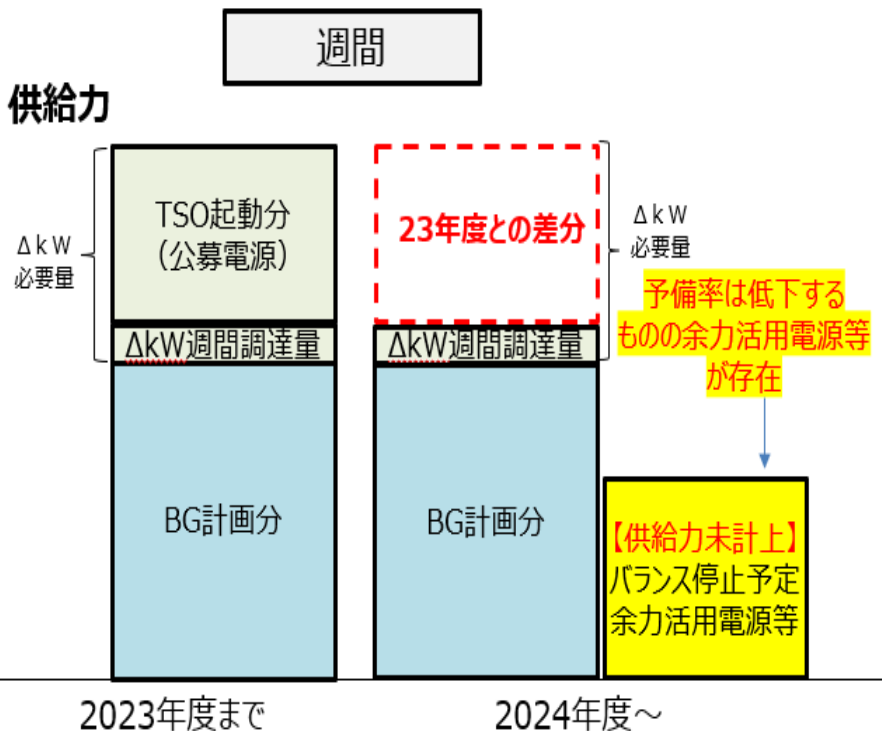 週間
供給力
TSO起動分
（公募電源）
ΔkW
必要量
ΔkW週間調達量
BG計画分
23年度との差分
ΔkW
必要量
ΔkW週間調達量
BG計画分
予備率は低下する
ものの余力活用電源等
が存在
【供給力未計上】
バランス停止予定
余力活用電源等
2023年度まで
2024年度～